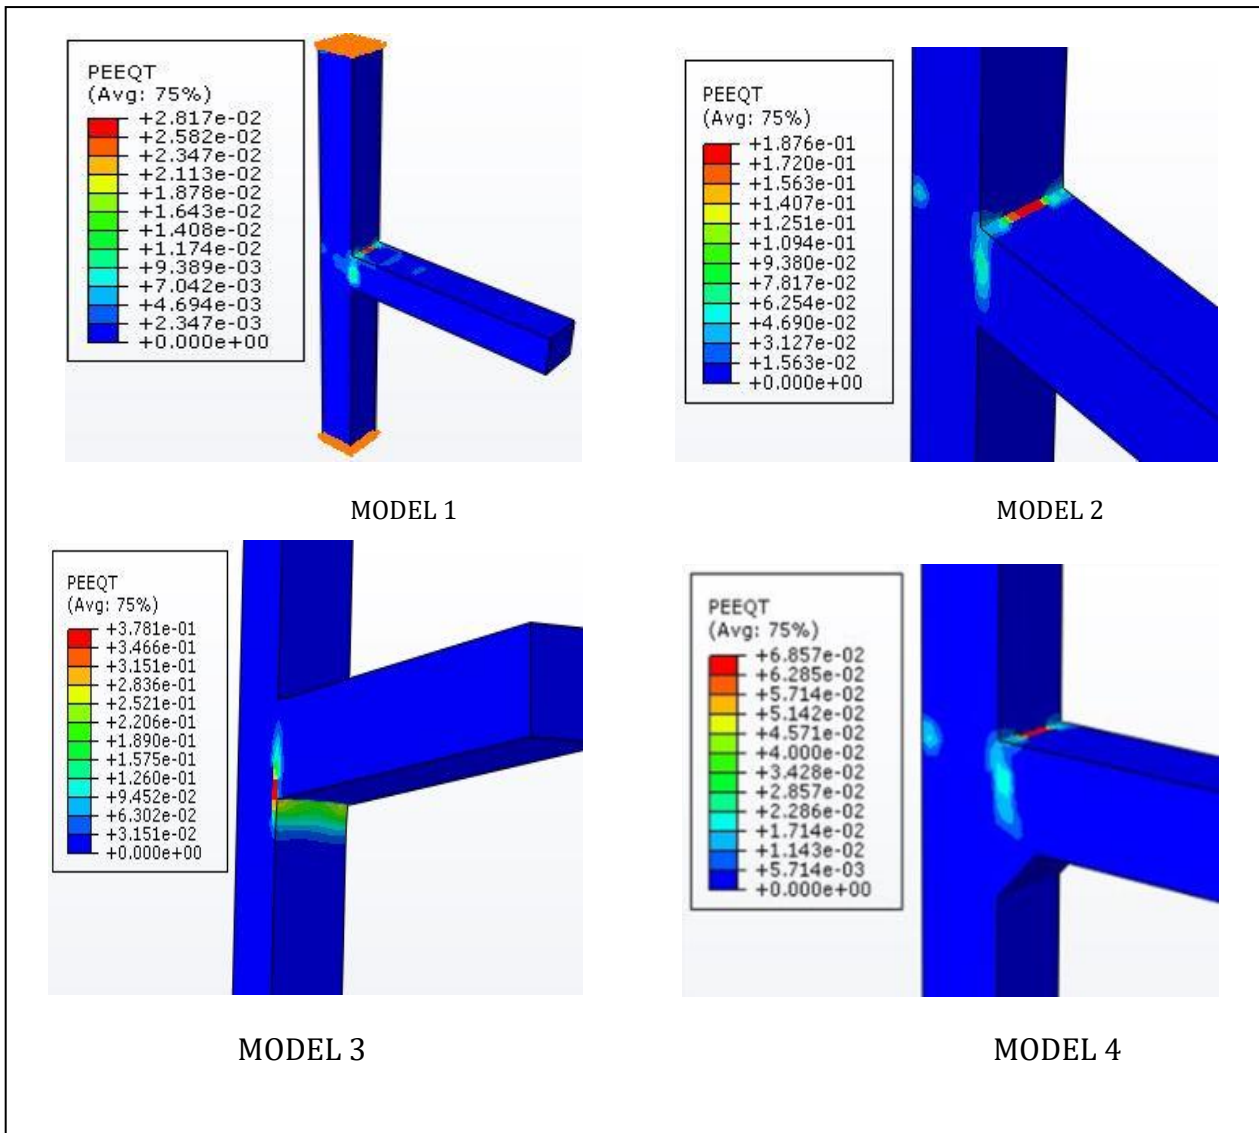 PEEQT
(Avg: 75%)
+2.817e-02
+2.582e-02
+2.347e-02
+2.113e-02
+1.878e-02
+1.643e-02
+1.408e-02
+1.174e-02
+9.389e-03
+7.042e-03
+4.694e-03
+2.347e-03
+0.000e+00
PEEQT
(Avg: 75%)
+1.876e-01
+1.720e-01
+1.563e-01
+1.407e-01
+1.251e-01
+1.094e-01
+9.380e-02
+7.817e-02
+6.254e-02
+4.690e-02
+3.127e-02
+1.563e-02
+0.000e+00
MODEL 1
MODEL 2
PEEQT
(Avg: 75%)
+3.781e-01
+3.466e-01
+3.151e-01
+2.836e-01
+2.521e-01
+2.206e-01
+1.890e-01
+1.575e-01
+1.260e-01
+9.452e-02
+6.302e-02
+3.151e-02
+0.000e+00
PEEQT
(Avg: 75%)
+6.857e-02
+6.285e-02
+5.714e-02
+5.142e-02
+4.571e-02
+4.000e-02
+3.428e-02
+2.857e-02
+2.286e-02
+1.714e-02
+1.143e-02
+5.714e-03
+0.000e+00
MODEL 3
MODEL 4